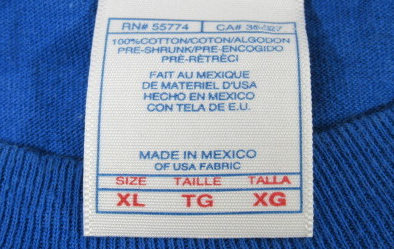 RN# 55774 CA#
100%COTTON/COTON/ALGODON
PRE-SHRUNK/PRE-ENCOGIDO
PRÉ-RÉTRÉCI
FAIT AU MEXIQUE
DE MATERIEL D'USA
HECHO EN MEXICO
CON TELA DE E.U.
MADE IN MEXICO
OF USA FABRIC
SIZE TAILLE TALLA
XL TG XG